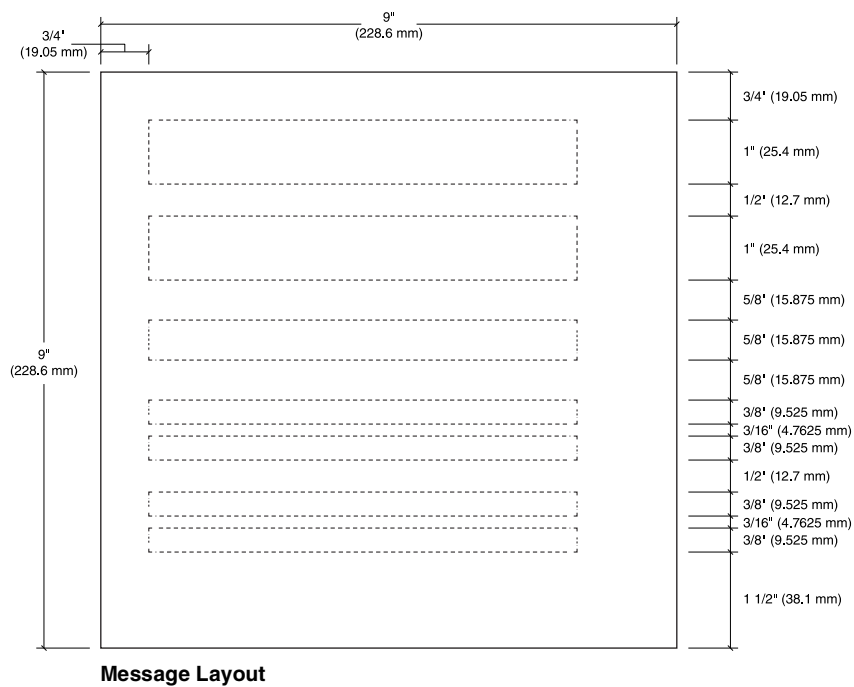 9"
(228.6 mm)
3/4'
(19.05 mm)
3/4' (19.05 mm)
1" (25.4 mm)
1/2' (12.7 mm)
1" (25.4 mm)
5/8' (15.875 mm)
5/8' (15.875 mm)
5/8' (15.875 mm)
9"
(228.6 mm)
3/8' (9.525 mm)
3/16" (4.7625 mm)
3/8' (9.525 mm)
1/2' (12.7 mm)
3/8' (9.525 mm)
3/16" (4.7625 mm)
3/8' (9.525 mm)
1 1/2" (38.1 mm)
Message Layout